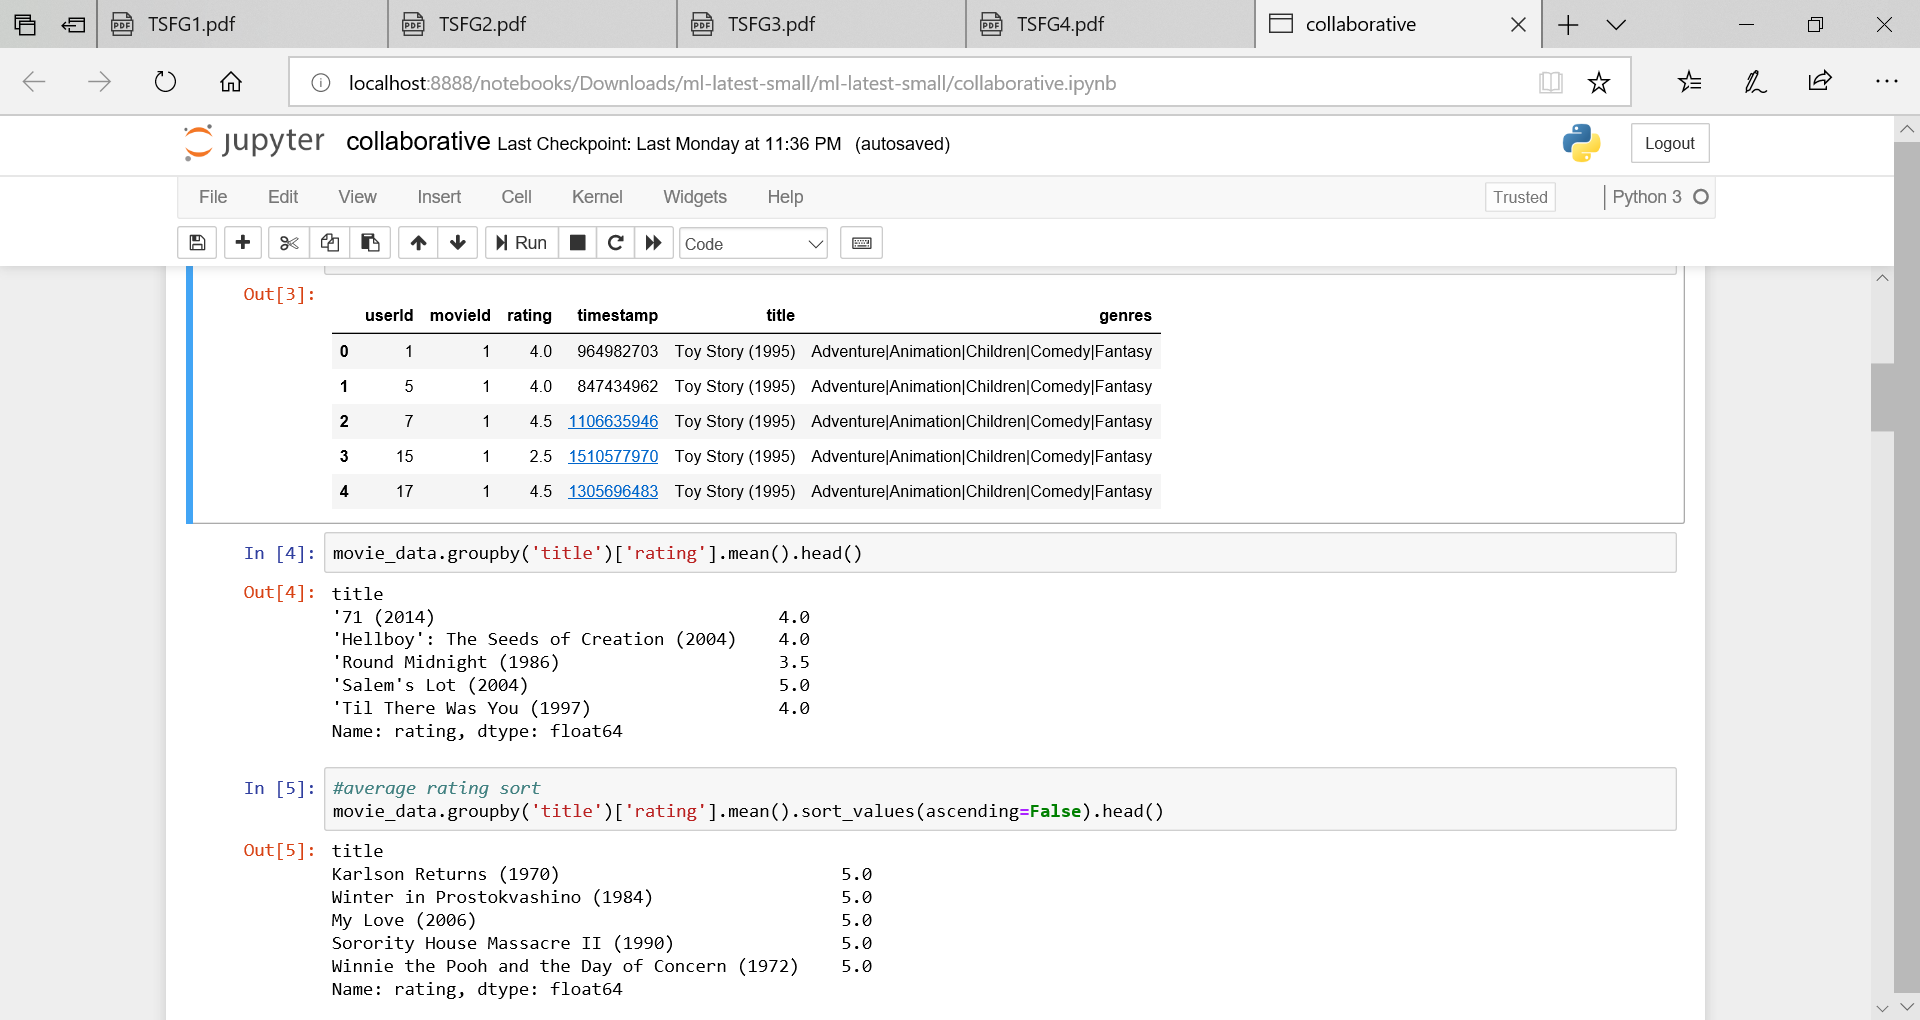 TSFG1.pdf TSFG2.pdf TSFG3.pdf TSFG4.pdf collaborative
localhost:8888/notebooks/Downloads/ml-latest-small/ml-latest-small/collaborative.ipynb
jupyter collaborative Last Checkpoint: Last Monday at 11:36 PM (autosaved) Logout
File Edit View Insert Cell Kernel Widgets Help Trusted Python 3
Run Code
Out[3]:
userId movieId rating timestamp title genres
0 1 1 4.0 964982703 Toy Story (1995) Adventure|Animation|Children|Comedy|Fantasy
1 5 1 4.0 847434962 Toy Story (1995) Adventure|Animation|Children|Comedy|Fantasy
2 7 1 4.5 1106635946 Toy Story (1995) Adventure|Animation|Children|Comedy|Fantasy
3 15 1 2.5 1510577970 Toy Story (1995) Adventure|Animation|Children|Comedy|Fantasy
4 17 1 4.5 1305696483 Toy Story (1995) Adventure|Animation|Children|Comedy|Fantasy
In [4]: movie_data.groupby('title')['rating'].mean().head()
Out[4]: title
'71 (2014) 4.0
'Hellboy': The Seeds of Creation (2004) 4.0
'Round Midnight (1986) 3.5
'Salem's Lot (2004) 5.0
'Til There Was You (1997) 4.0
Name: rating, dtype: float64
In [5]: #average rating sort
movie_data.groupby('title')['rating'].mean().sort_values(ascending=False).head()
Out[5]: title
Karlson Returns (1970) 5.0
Winter in Prostokvashino (1984) 5.0
My Love (2006) 5.0
Sorority House Massacre II (1990) 5.0
Winnie the Pooh and the Day of Concern (1972) 5.0
Name: rating, dtype: float64